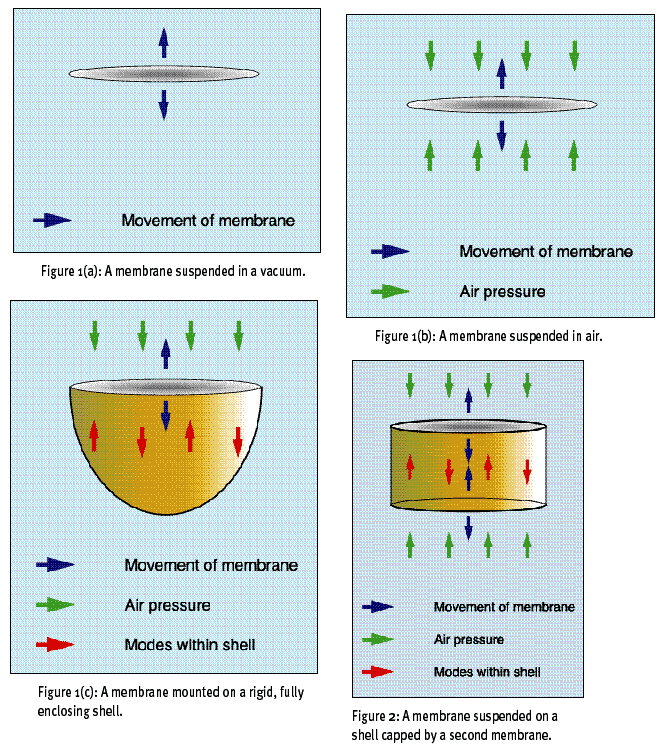 Movement of membrane
Figure 1(a): A membrane suspended in a vacuum.
Movement of membrane
Air pressure
Figure 1(b): A membrane suspended in air.
Movement of membrane
Air pressure
Modes within shell
Figure 1(c): A membrane mounted on a rigid, fully
enclosing shell.
Movement of membrane
Air pressure
Modes within shell
Figure 2: A membrane suspended on a
shell capped by a second membrane.